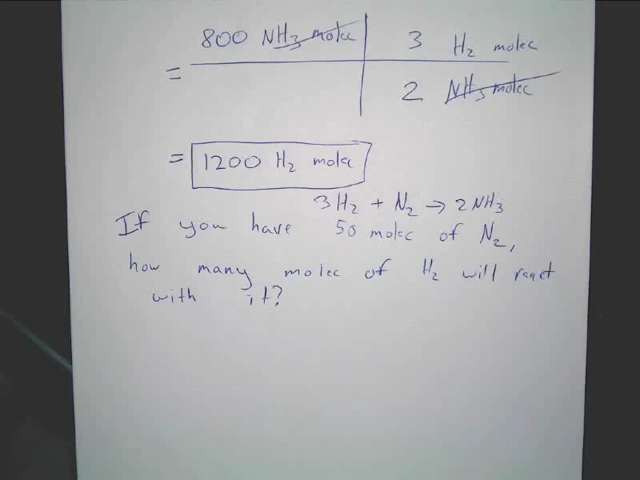 800 NH3 molec | 3 H2 molec
=
2 NH3 molec
= 1200 H2 molec
3H2 + N2 → 2NH3
If you have 50 molec of N2,
how many molec of H2 will react
with it?